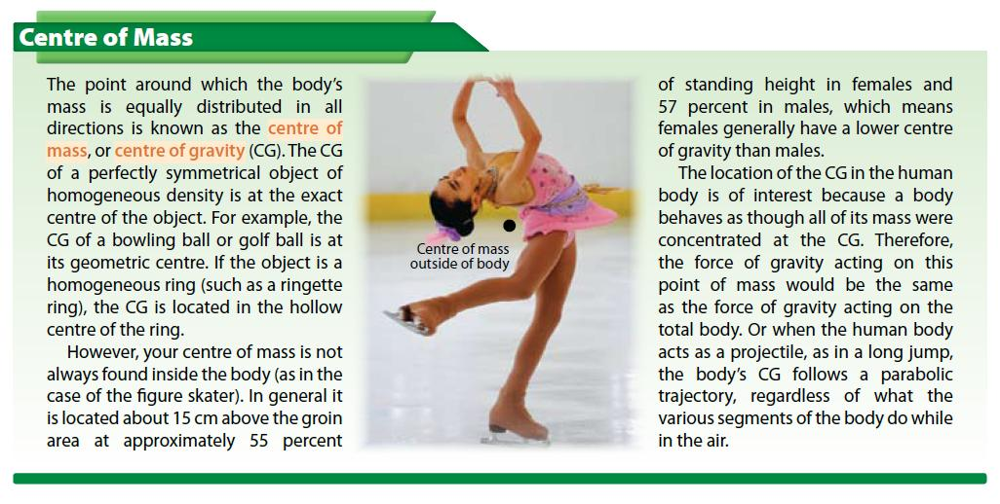 Centre of Mass
The point around which the body's
mass is equally distributed in all
directions is known as the centre of
mass, or centre of gravity (CG). The CG
of a perfectly symmetrical object of
homogeneous density is at the exact
centre of the object. For example, the
CG of a bowling ball or golf ball is at
its geometric centre. If the object is a
homogeneous ring (such as a ringette
ring), the CG is located in the hollow
centre of the ring.
However, your centre of mass is not
always found inside the body (as in the
case of the figure skater). In general it
is located about 15 cm above the groin
area at approximately 55 percent
Centre of mass
outside of body
of standing height in females and
57 percent in males, which means
females generally have a lower centre
of gravity than males.
The location of the CG in the human
body is of interest because a body
behaves as though all of its mass were
concentrated at the CG. Therefore,
the force of gravity acting on this
point of mass would be the same
as the force of gravity acting on the
total body. Or when the human body
acts as a projectile, as in a long jump,
the body's CG follows a parabolic
trajectory, regardless of what the
various segments of the body do while
in the air.